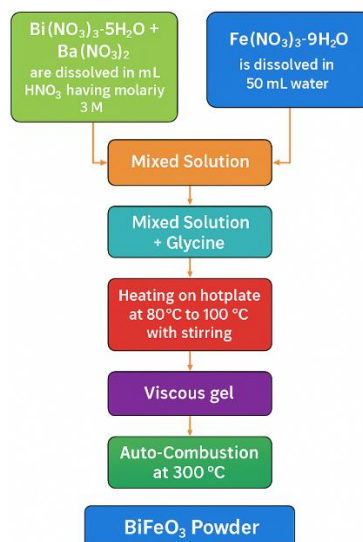 Bi(NO₃)₃-5H₂O +
Ba(NO₃)₂
are dissolved in mL
HNO₃ having molariy
3 M
Fe(NO₃)₃-9H₂O
is dissolved in
50 mL water
Mixed Solution
Mixed Solution
+ Glycine
Heating on hotplate
at 80°C to 100 °C
with stirring
Viscous gel
Auto-Combustion
at 300 °C
BiFeO₃ Powder